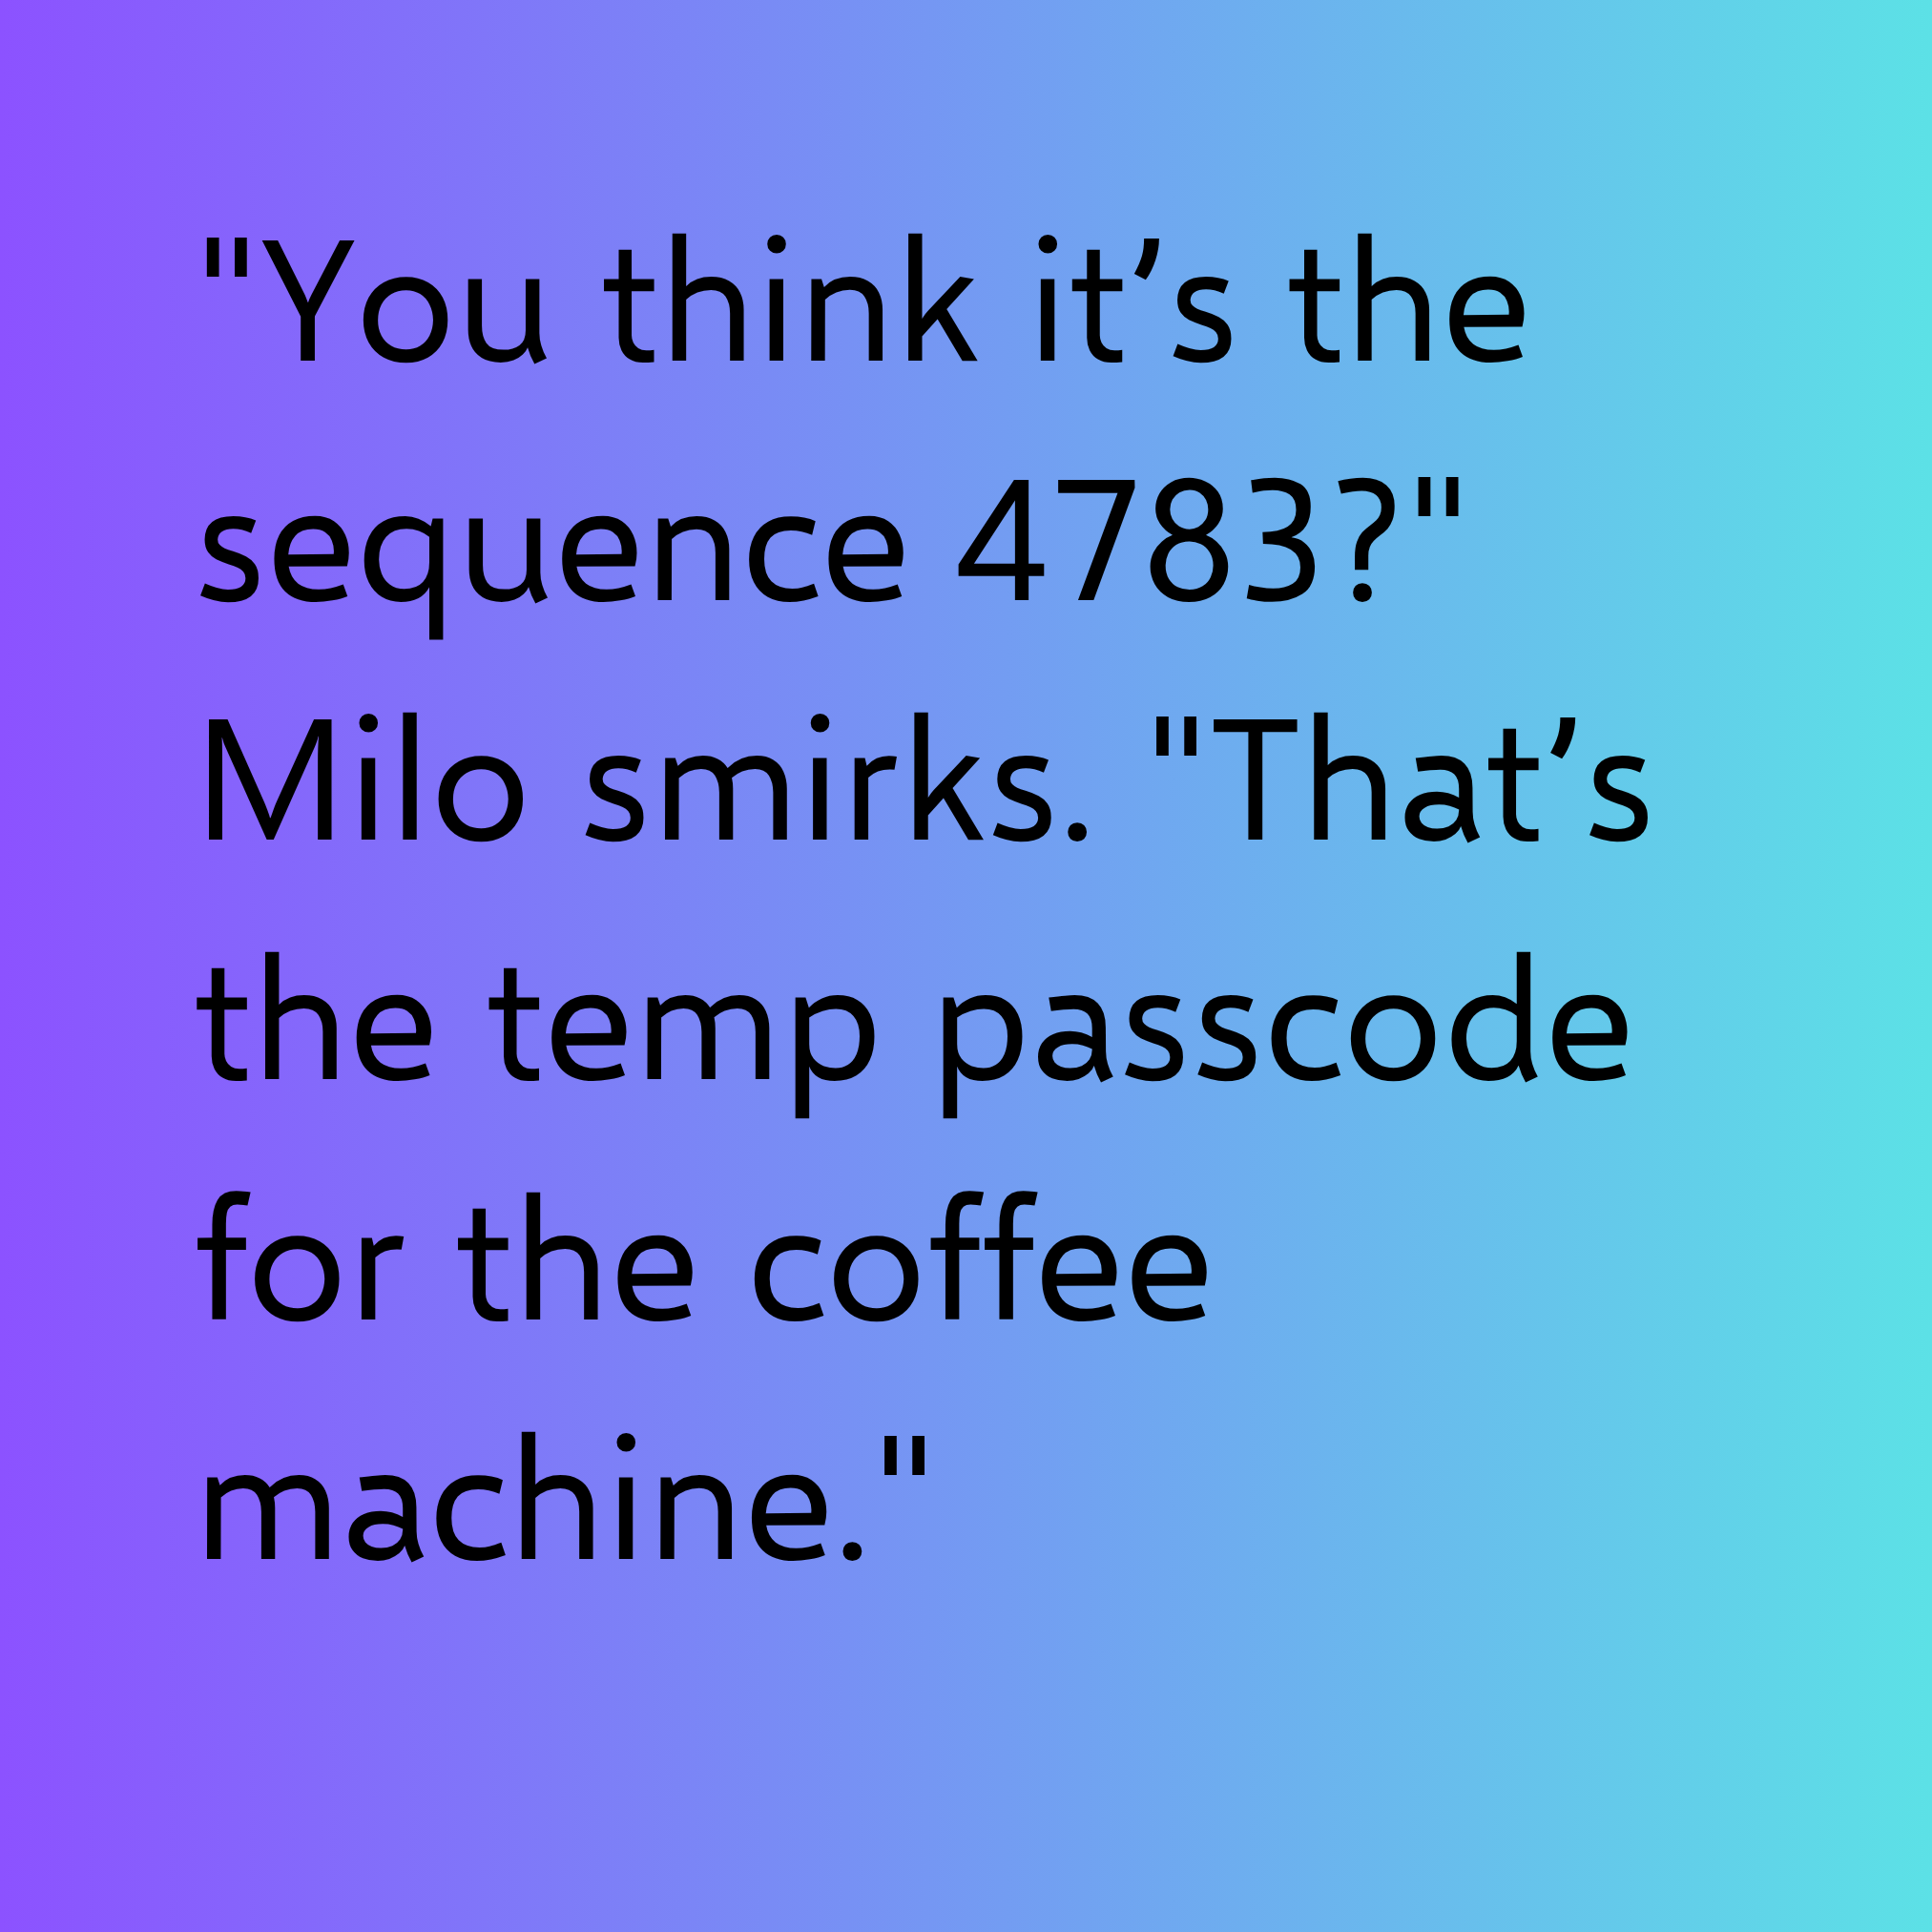 "You think it’s the
sequence 4783?"
Milo smirks. "That’s
the temp passcode
for the coffee
machine."